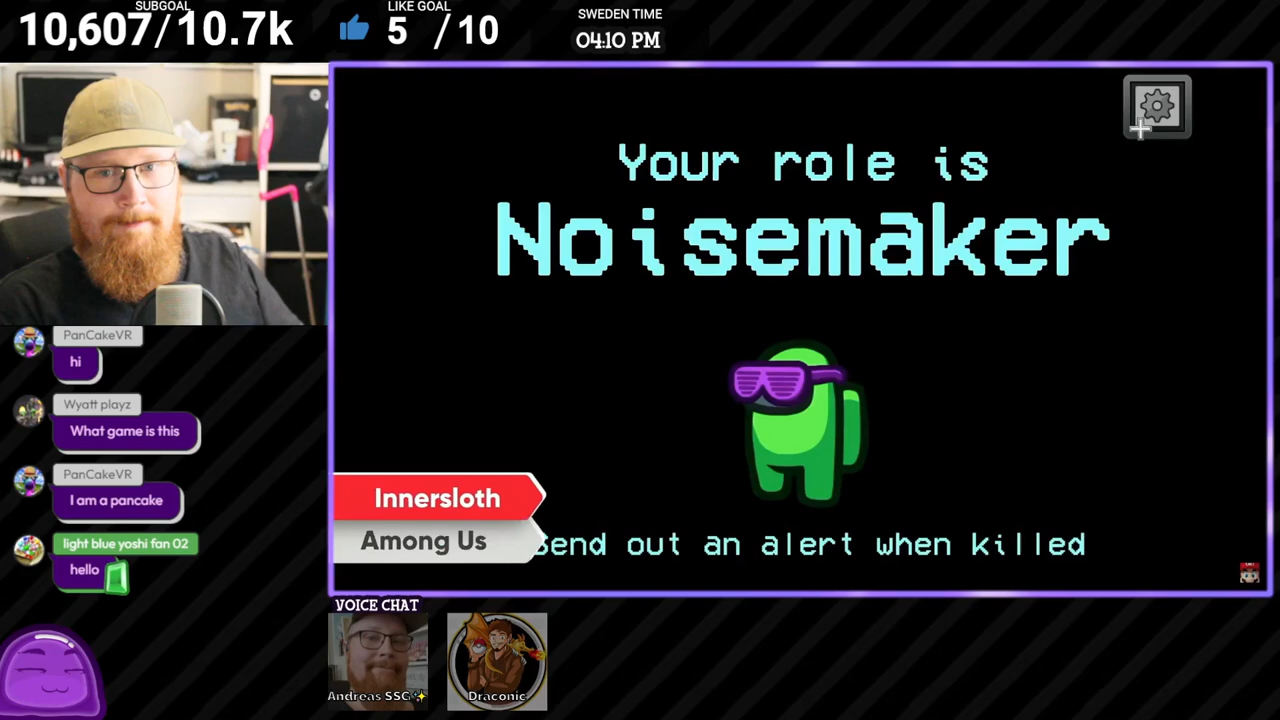 SUBGOAL
10,607/10.7k
LIKE GOAL
5 /10
SWEDEN TIME
04:10 PM
Your role is
Noisemaker
Innersloth
Among Us
Send out an alert when killed
PanCakeVR
hi
Wyatt playz
What game is this
PanCakeVR
I am a pancake
light blue yoshi fan 02
hello
VOICE CHAT
Andreas SSG
Draconic